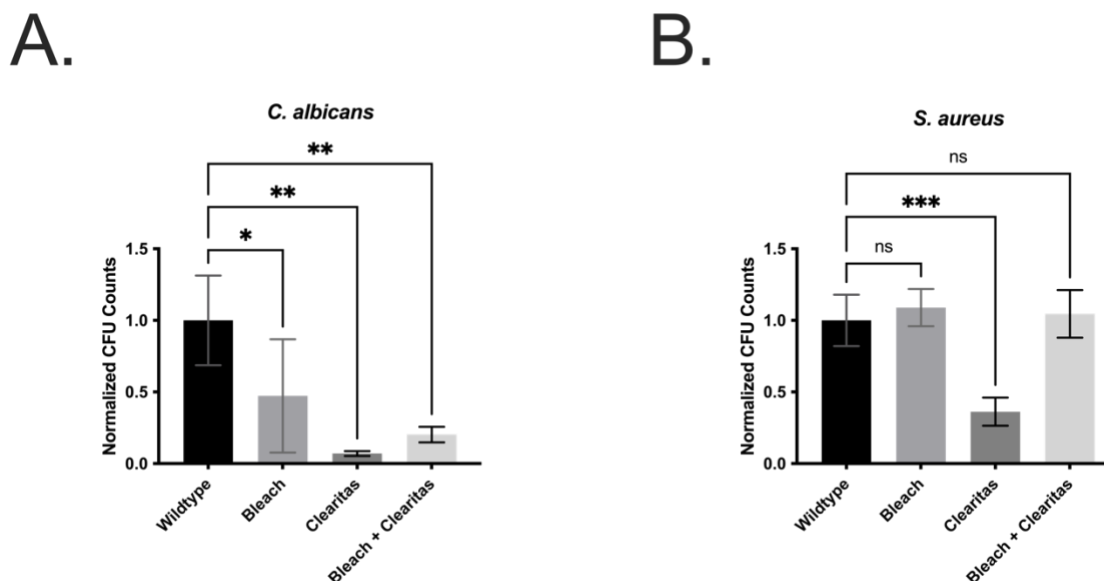 A.
C. albicans
**
**
*
Normalized CFU Counts
1.5
1.0
0.5
0.0
Wildtype
Bleach
Clearitas
Bleach + Clearitas
B.
S. aureus
ns
***
ns
Normalized CFU Counts
1.5
1.0
0.5
0.0
Wildtype
Bleach
Clearitas
Bleach + Clearitas